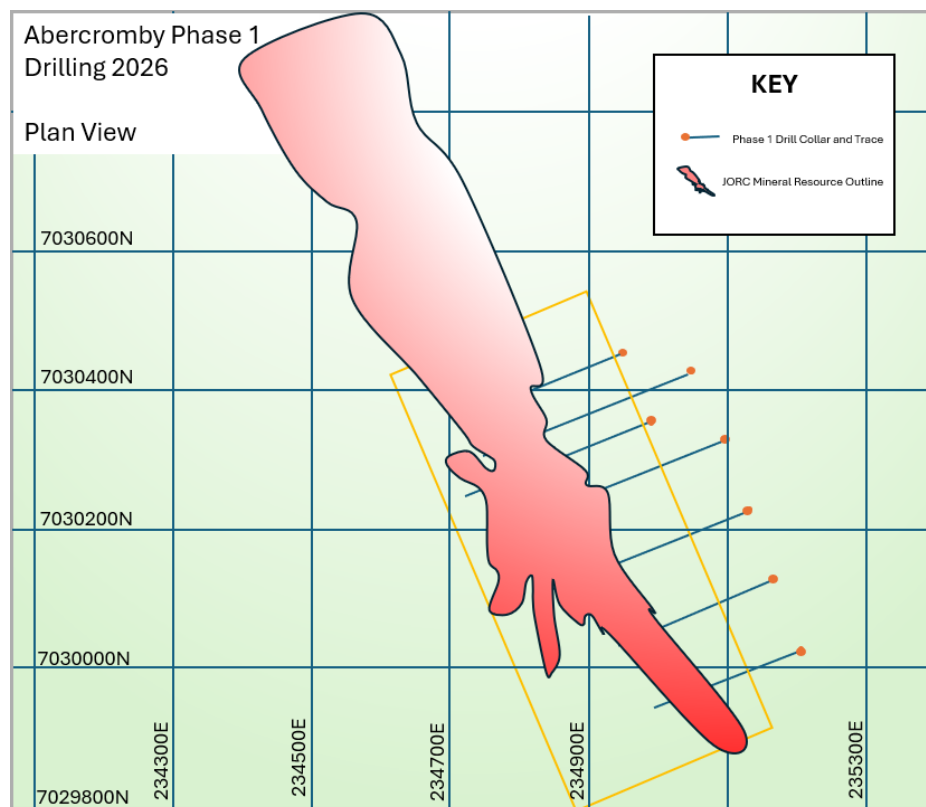 Abercromby Phase 1
Drilling 2026
Plan View
KEY
Phase 1 Drill Collar and Trace
JORC Mineral Resource Outline
7030600N
7030400N
7030200N
7030000N
7029800N
234300E
234500E
234700E
234900E
235300E